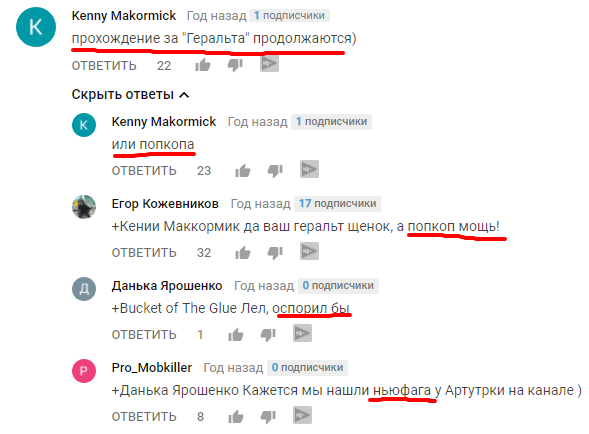 Kenny Makormick Год назад 1 подписчики
прохождение за "Геральта" продолжаются)
ОТВЕТИТЬ 22
Скрыть ответы
Kenny Makormick Год назад 1 подписчики
или попкопа
ОТВЕТИТЬ 23
Егор Кожевников Год назад 17 подписчики
+Кении Маккормик да ваш геральт щенок, а попкоп мощь!
ОТВЕТИТЬ 32
Данька Ярошенко Год назад 0 подписчики
+Bucket of The Glue Лел, оспорил бы
ОТВЕТИТЬ 1
Pro_Mobkiller Год назад 0 подписчики
+Данька Ярошенко Кажется мы нашли ньюфага у Артутрки на канале )
ОТВЕТИТЬ 8